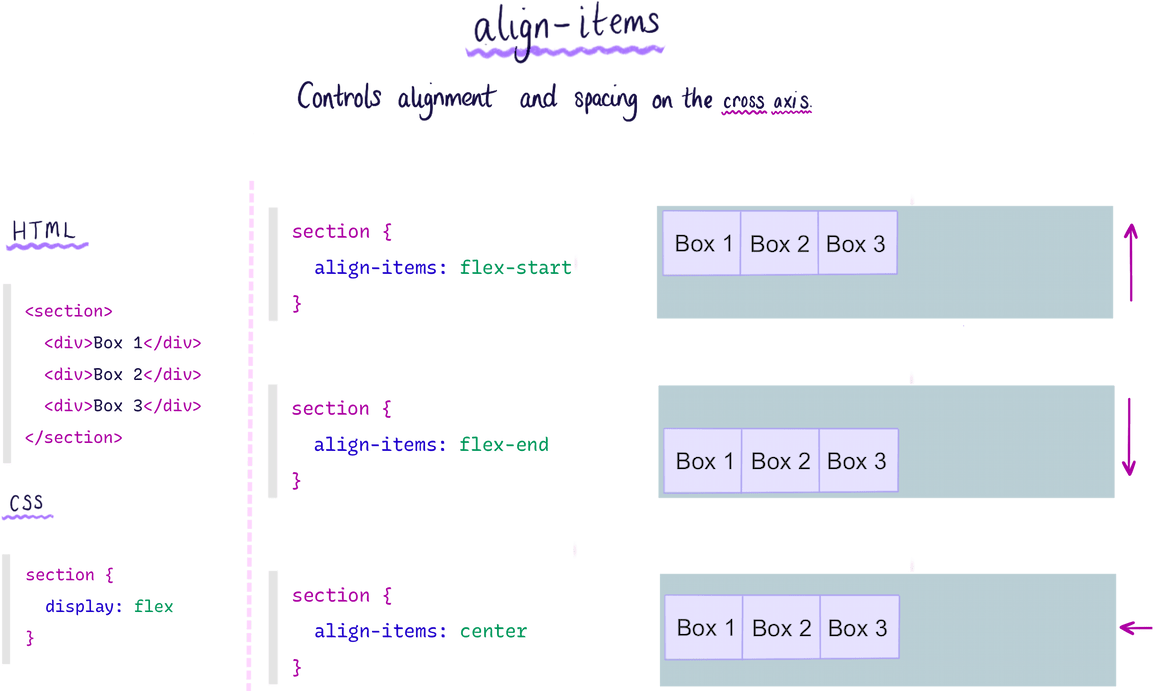 align-items
Controls alignment and spacing on the cross axis.
HTML
<section>
  <div>Box 1</div>
  <div>Box 2</div>
  <div>Box 3</div>
</section>
CSS
section {
  display: flex
}
section {
  align-items: flex-start
}
Box 1 Box 2 Box 3
section {
  align-items: flex-end
}
Box 1 Box 2 Box 3
section {
  align-items: center
}
Box 1 Box 2 Box 3